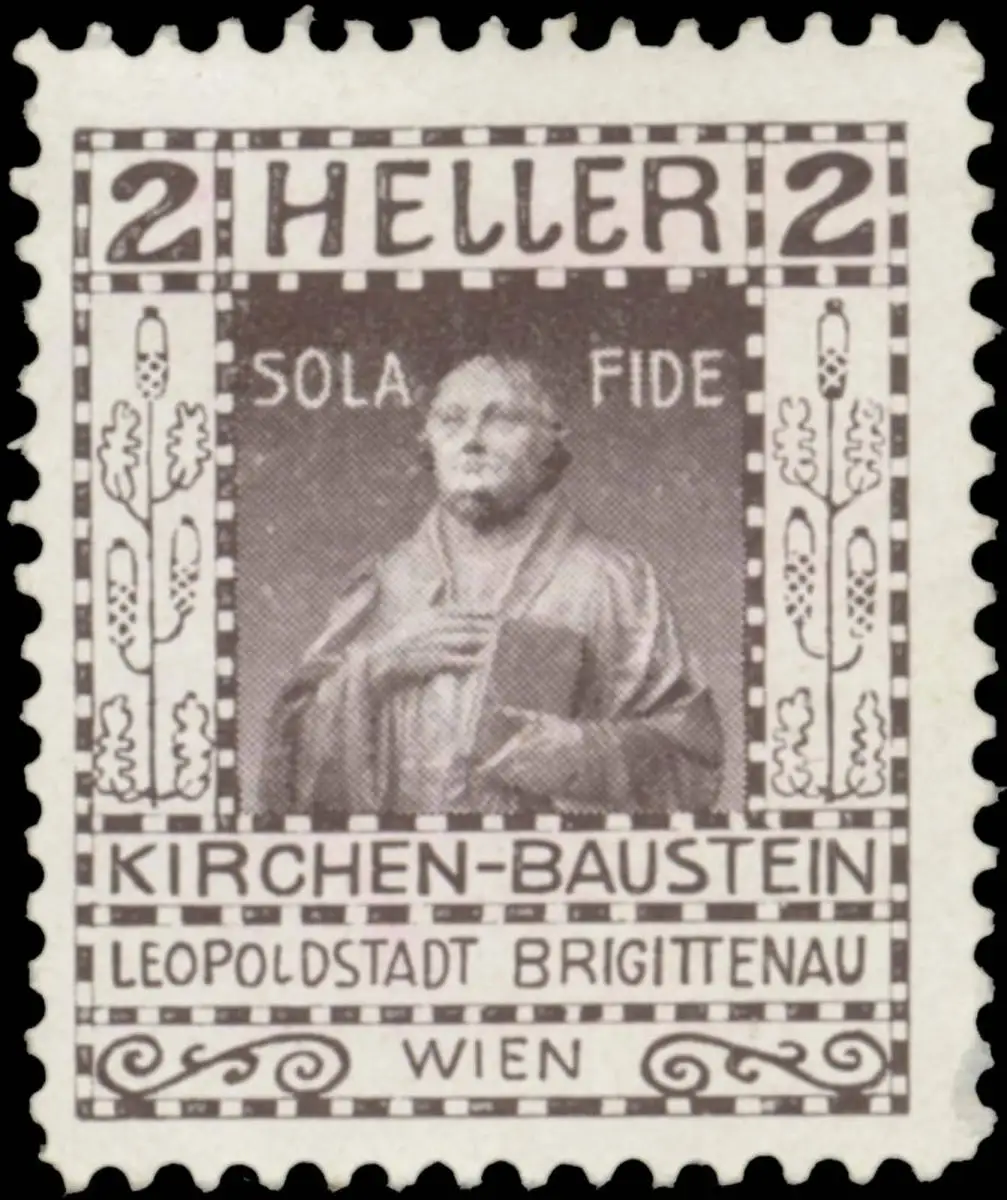 2 HELLER 2
SOLA FIDE
KIRCHEN-BAUSTEIN
LEOPOLDSTADT BRIGITTENAU
WIEN